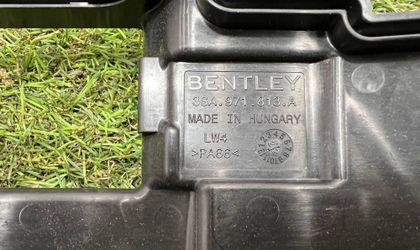 BENTLEY
3SA.971.813.A
MADE IN HUNGARY
LW4
>PA66<